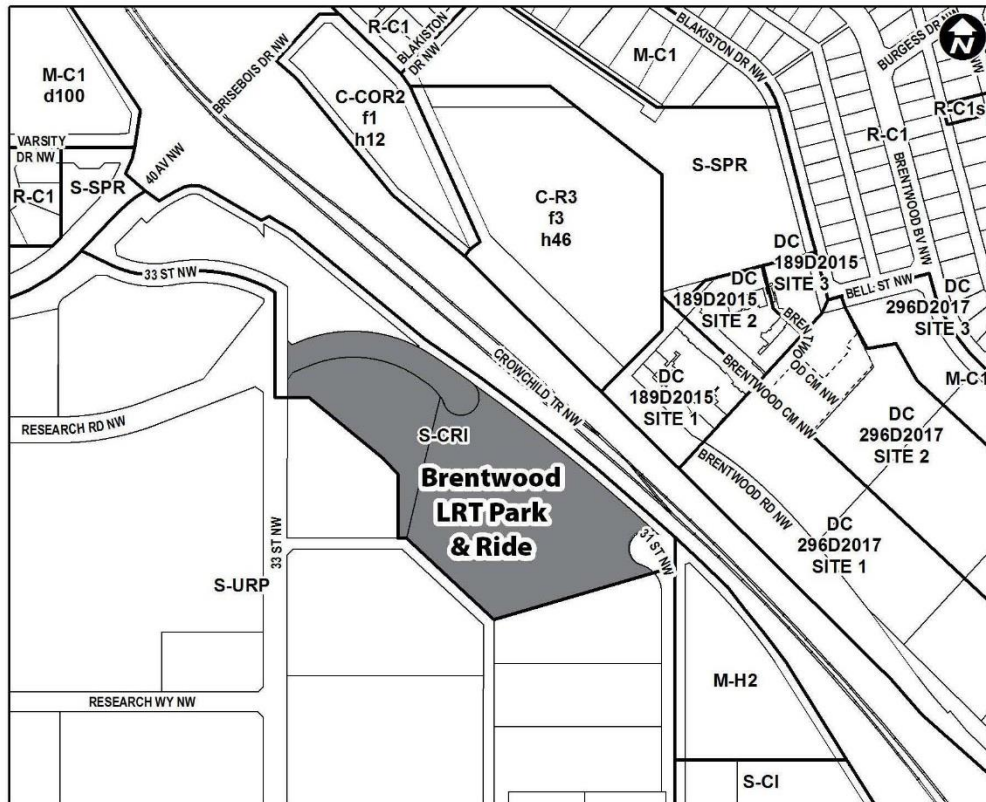 R-C1
BLAKISTON
DR NW
BLAKISTON DR NW
BURGESS DR NW
N
M-C1
M-C1
d100
BRISEBOIS DR NW
C-COR2
f1
h12
R-C1s
VARSITY
DR NW
R-C1
BRENTWOOD BV NW
S-SPR
40 AV NW
R-C1
S-SPR
C-R3
f3
h46
33 ST NW
DC
189D2015
SITE 3
BELL ST NW
DC
189D2015
SITE 2
DC
296D2017
SITE 3
BRENTWOOD CM NW
BRENTWOOD CM NW
CROWCHILD TR NW
DC
189D2015
SITE 1
M-C1
DC
296D2017
SITE 2
RESEARCH RD NW
S-CRI
Brentwood
LRT Park
& Ride
BRENTWOOD RD NW
DC
296D2017
SITE 1
31 ST NW
33 ST NW
S-URP
M-H2
RESEARCH WY NW
S-CI